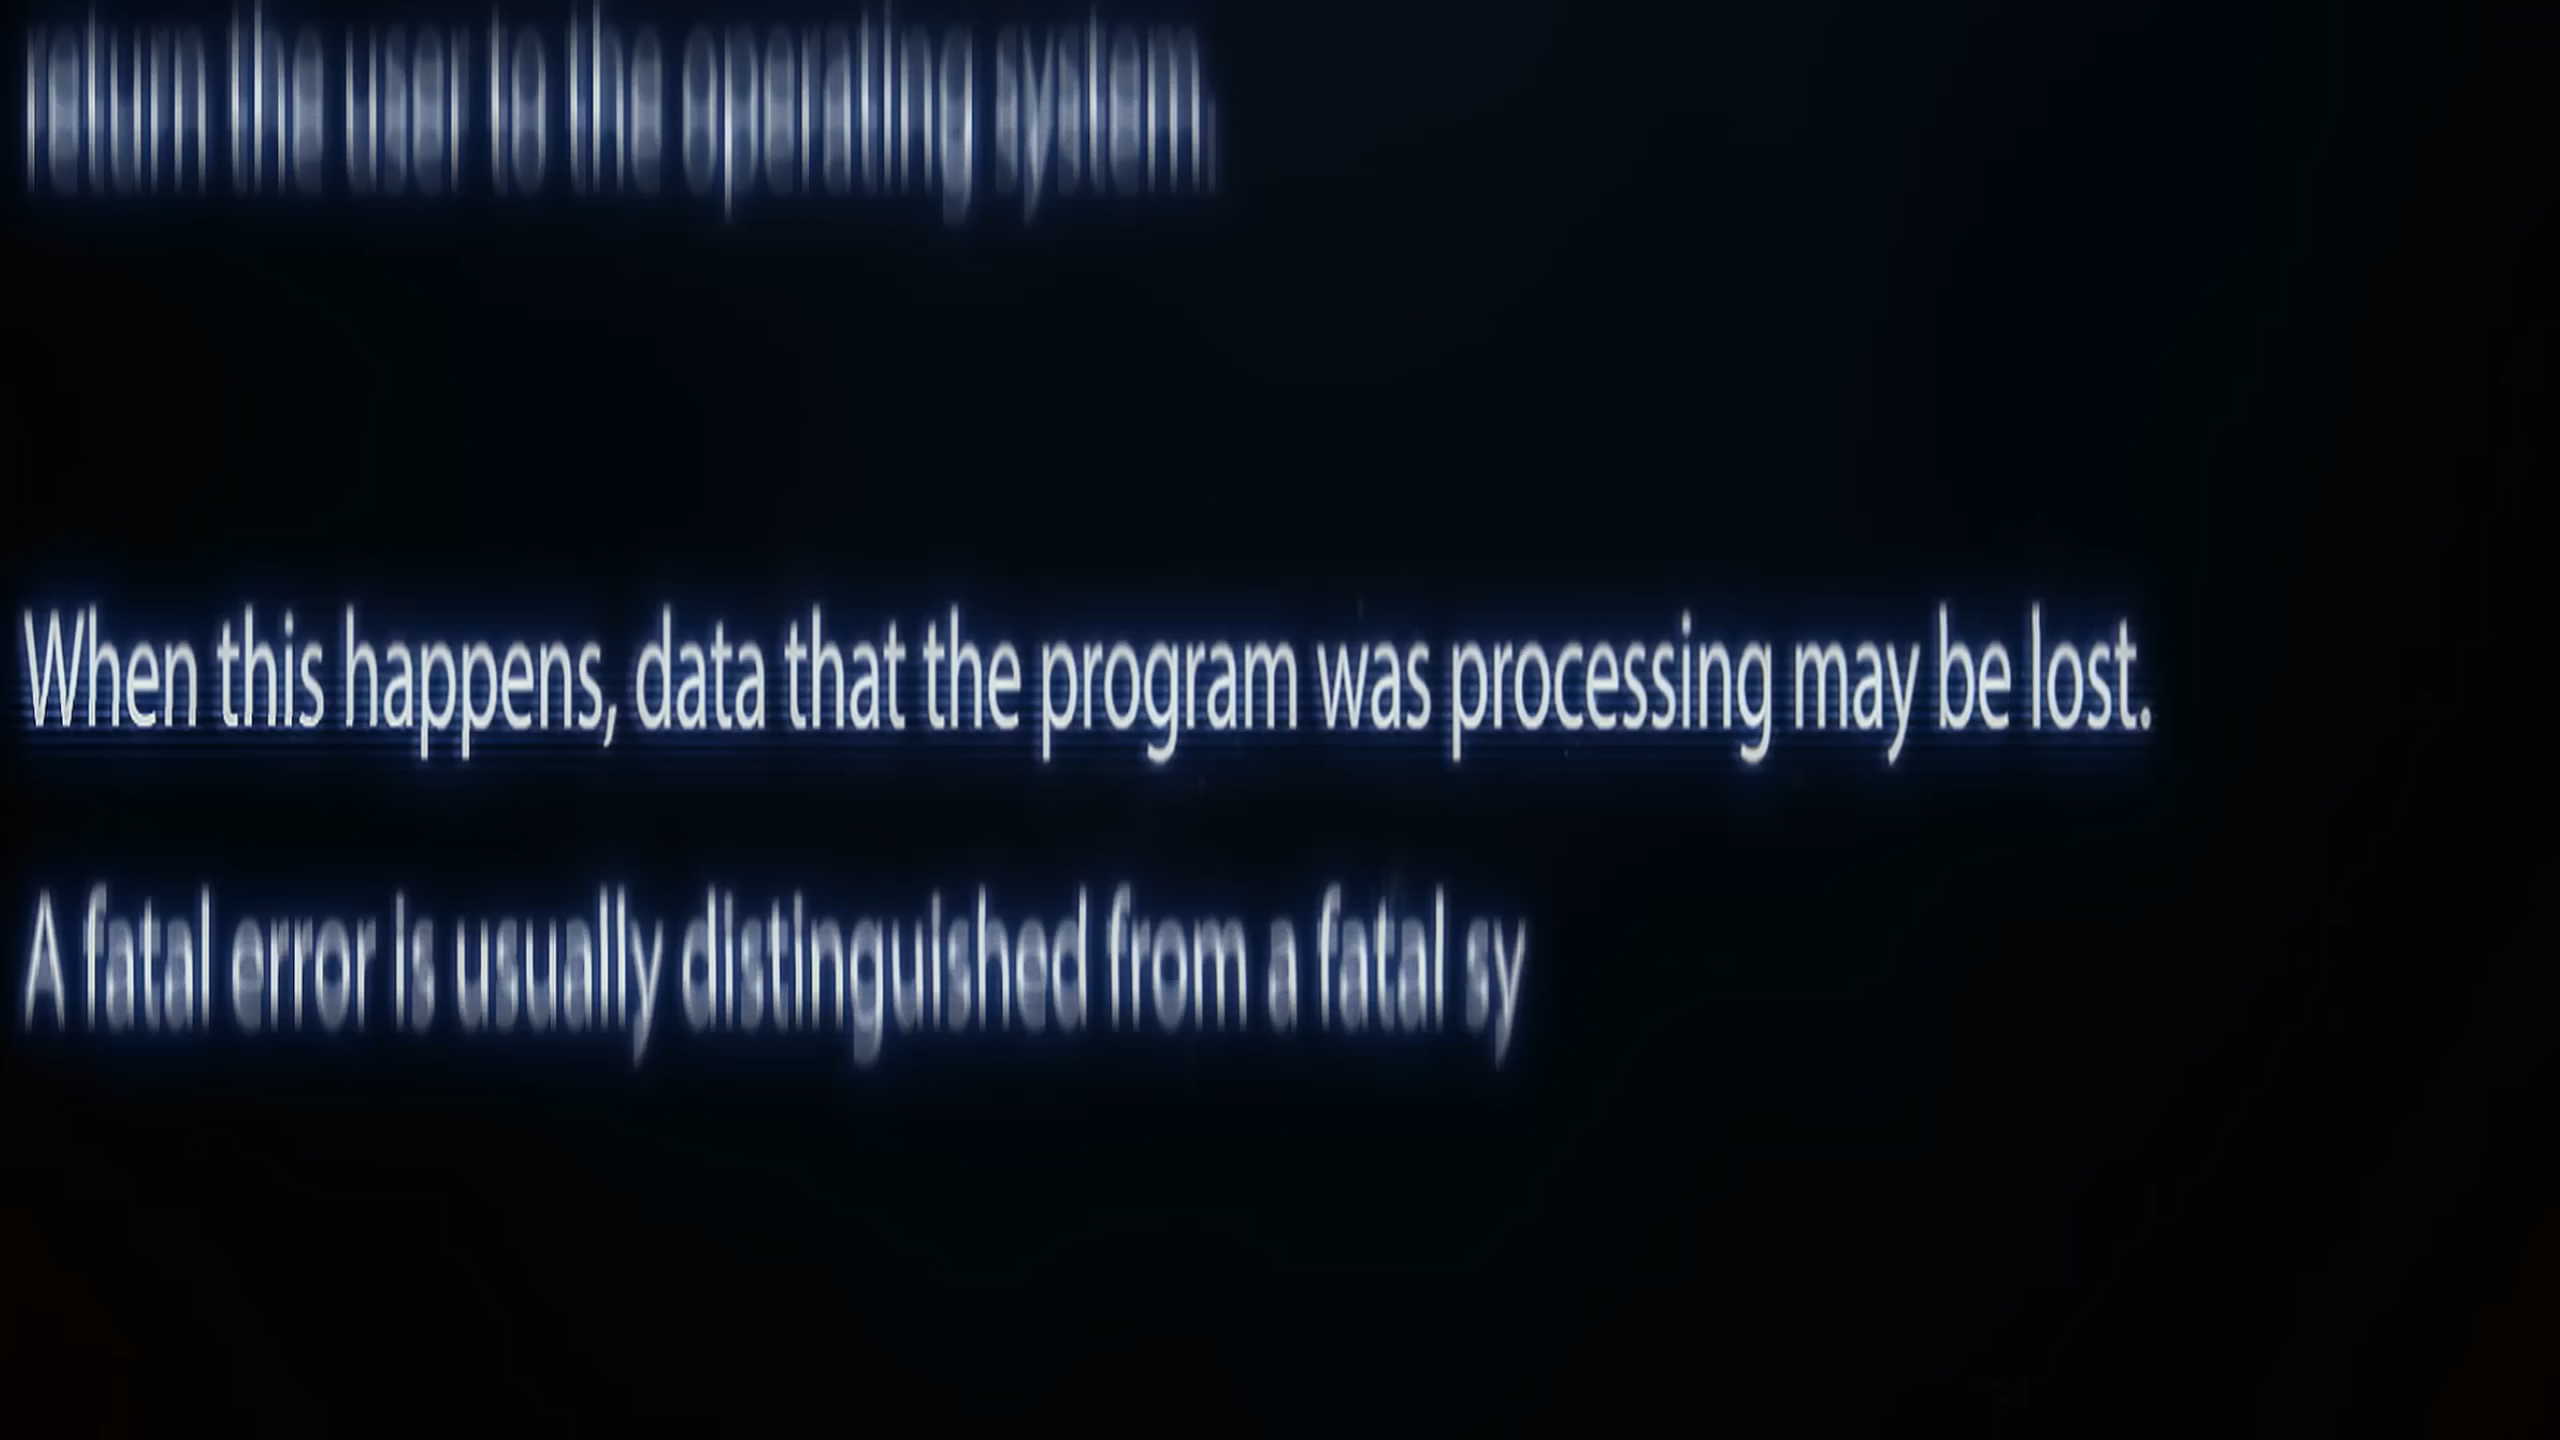 return the user to the operating system.
When this happens, data that the program was processing may be lost.
A fatal error is usually distinguished from a fatal sy